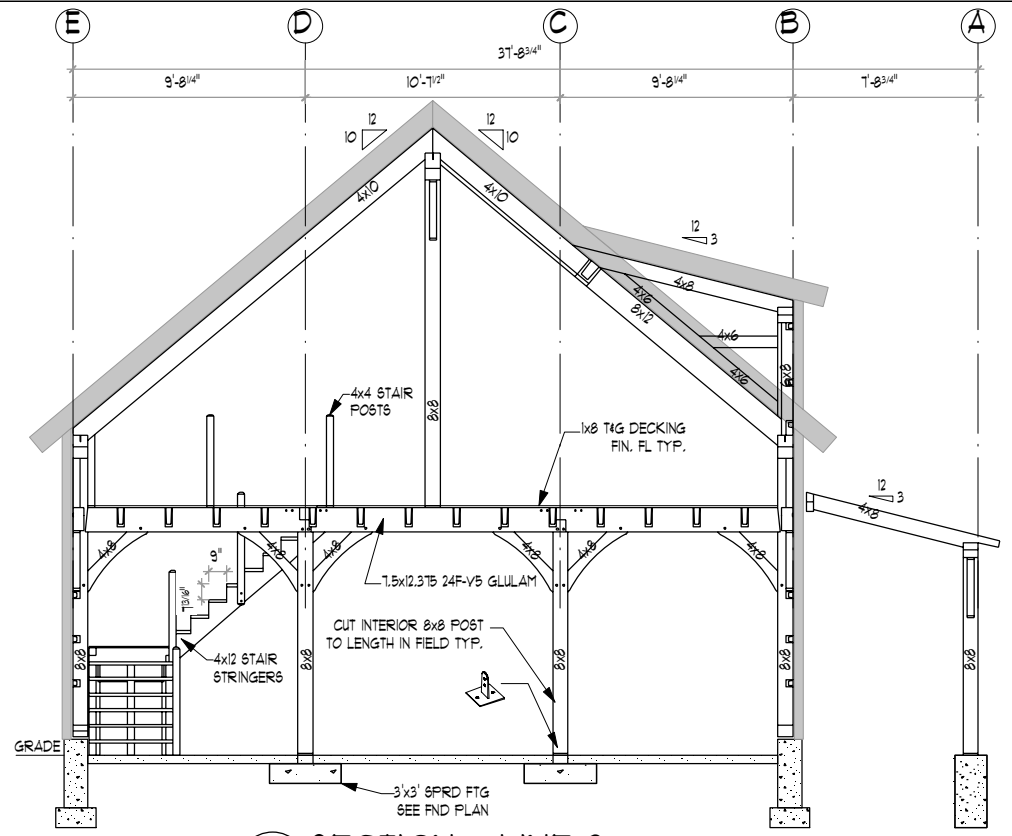 E D C B A
37'-8 3/4"
9'-8 1/4" 10'-7 1/2" 9'-8 1/4" 7'-8 3/4"
12 12
10 10
4x10 4x10
12
3
4x8
4x6
8x12
4x6
4x6
6x8
4x4 STAIR
POSTS
8x8
1x8 T&G DECKING
FIN. FL TYP.
12
3
4x8
4x8 4x8 4x8 4x8 4x8 4x8
9"
7 3/16"
7.5x12.375 24F-V5 GLULAM
CUT INTERIOR 8x8 POST
TO LENGTH IN FIELD TYP.
4x12 STAIR
STRINGERS
8x8 8x8 8x8 8x8 8x8
GRADE
3'x3' SPRD FTG
SEE FND PLAN